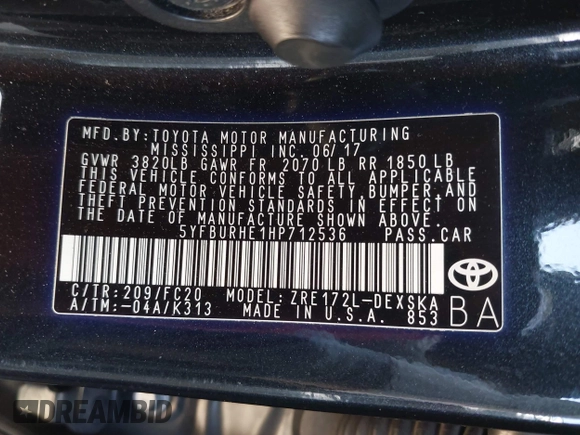 MFD.BY:TOYOTA MOTOR MANUFACTURING
MISSISSIPPI INC. 06/17
GVWR 3820LB GAWR FR 2070 LB RR 1850 LB
THIS VEHICLE CONFORMS TO ALL APPLICABLE
FEDERAL MOTOR VEHICLE SAFETY, BUMPER, AND
THEFT PREVENTION STANDARDS IN EFFECT ON
THE DATE OF MANUFACTURE SHOWN ABOVE.
5YFBURHE1HP712536 PASS.CAR
C/TR:209/FC20 MODEL: ZRE172L-DEXSKA
A/TM:-04A/K313 MADE IN U.S.A. 853
BA
DREAMBID